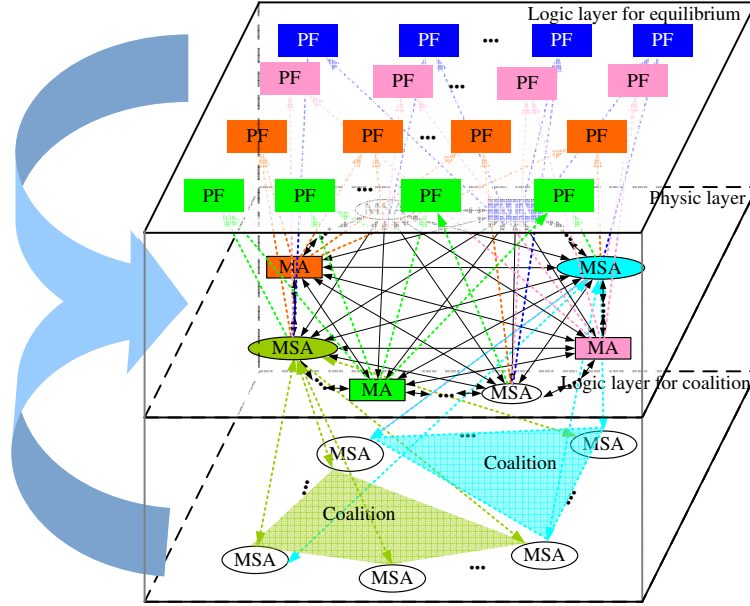 Logic layer for equilibrium
PF PF ... PF PF
PF PF ... PF PF
PF PF ... PF PF
PF PF ... PF PF
Physic layer
MA MSA
MSA MA
MA ... MSA
Logic layer for coalition
MSA ... MSA
Coalition
Coalition
MSA MSA ... MSA